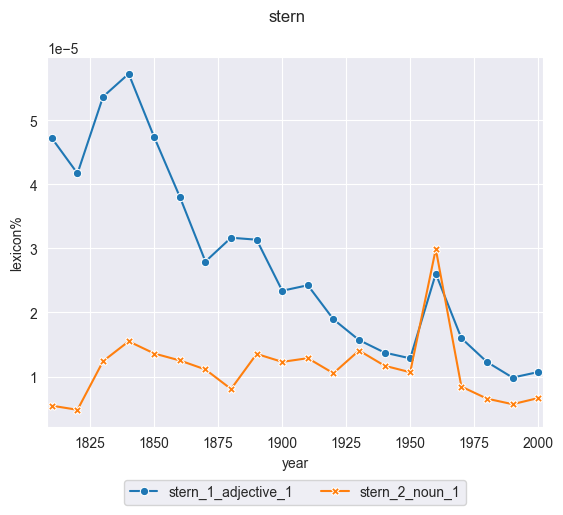 stern
1e−5
5
4
3
2
1
lexicon%
1825 1850 1875 1900 1925 1950 1975 2000
year
stern_1_adjective_1 stern_2_noun_1